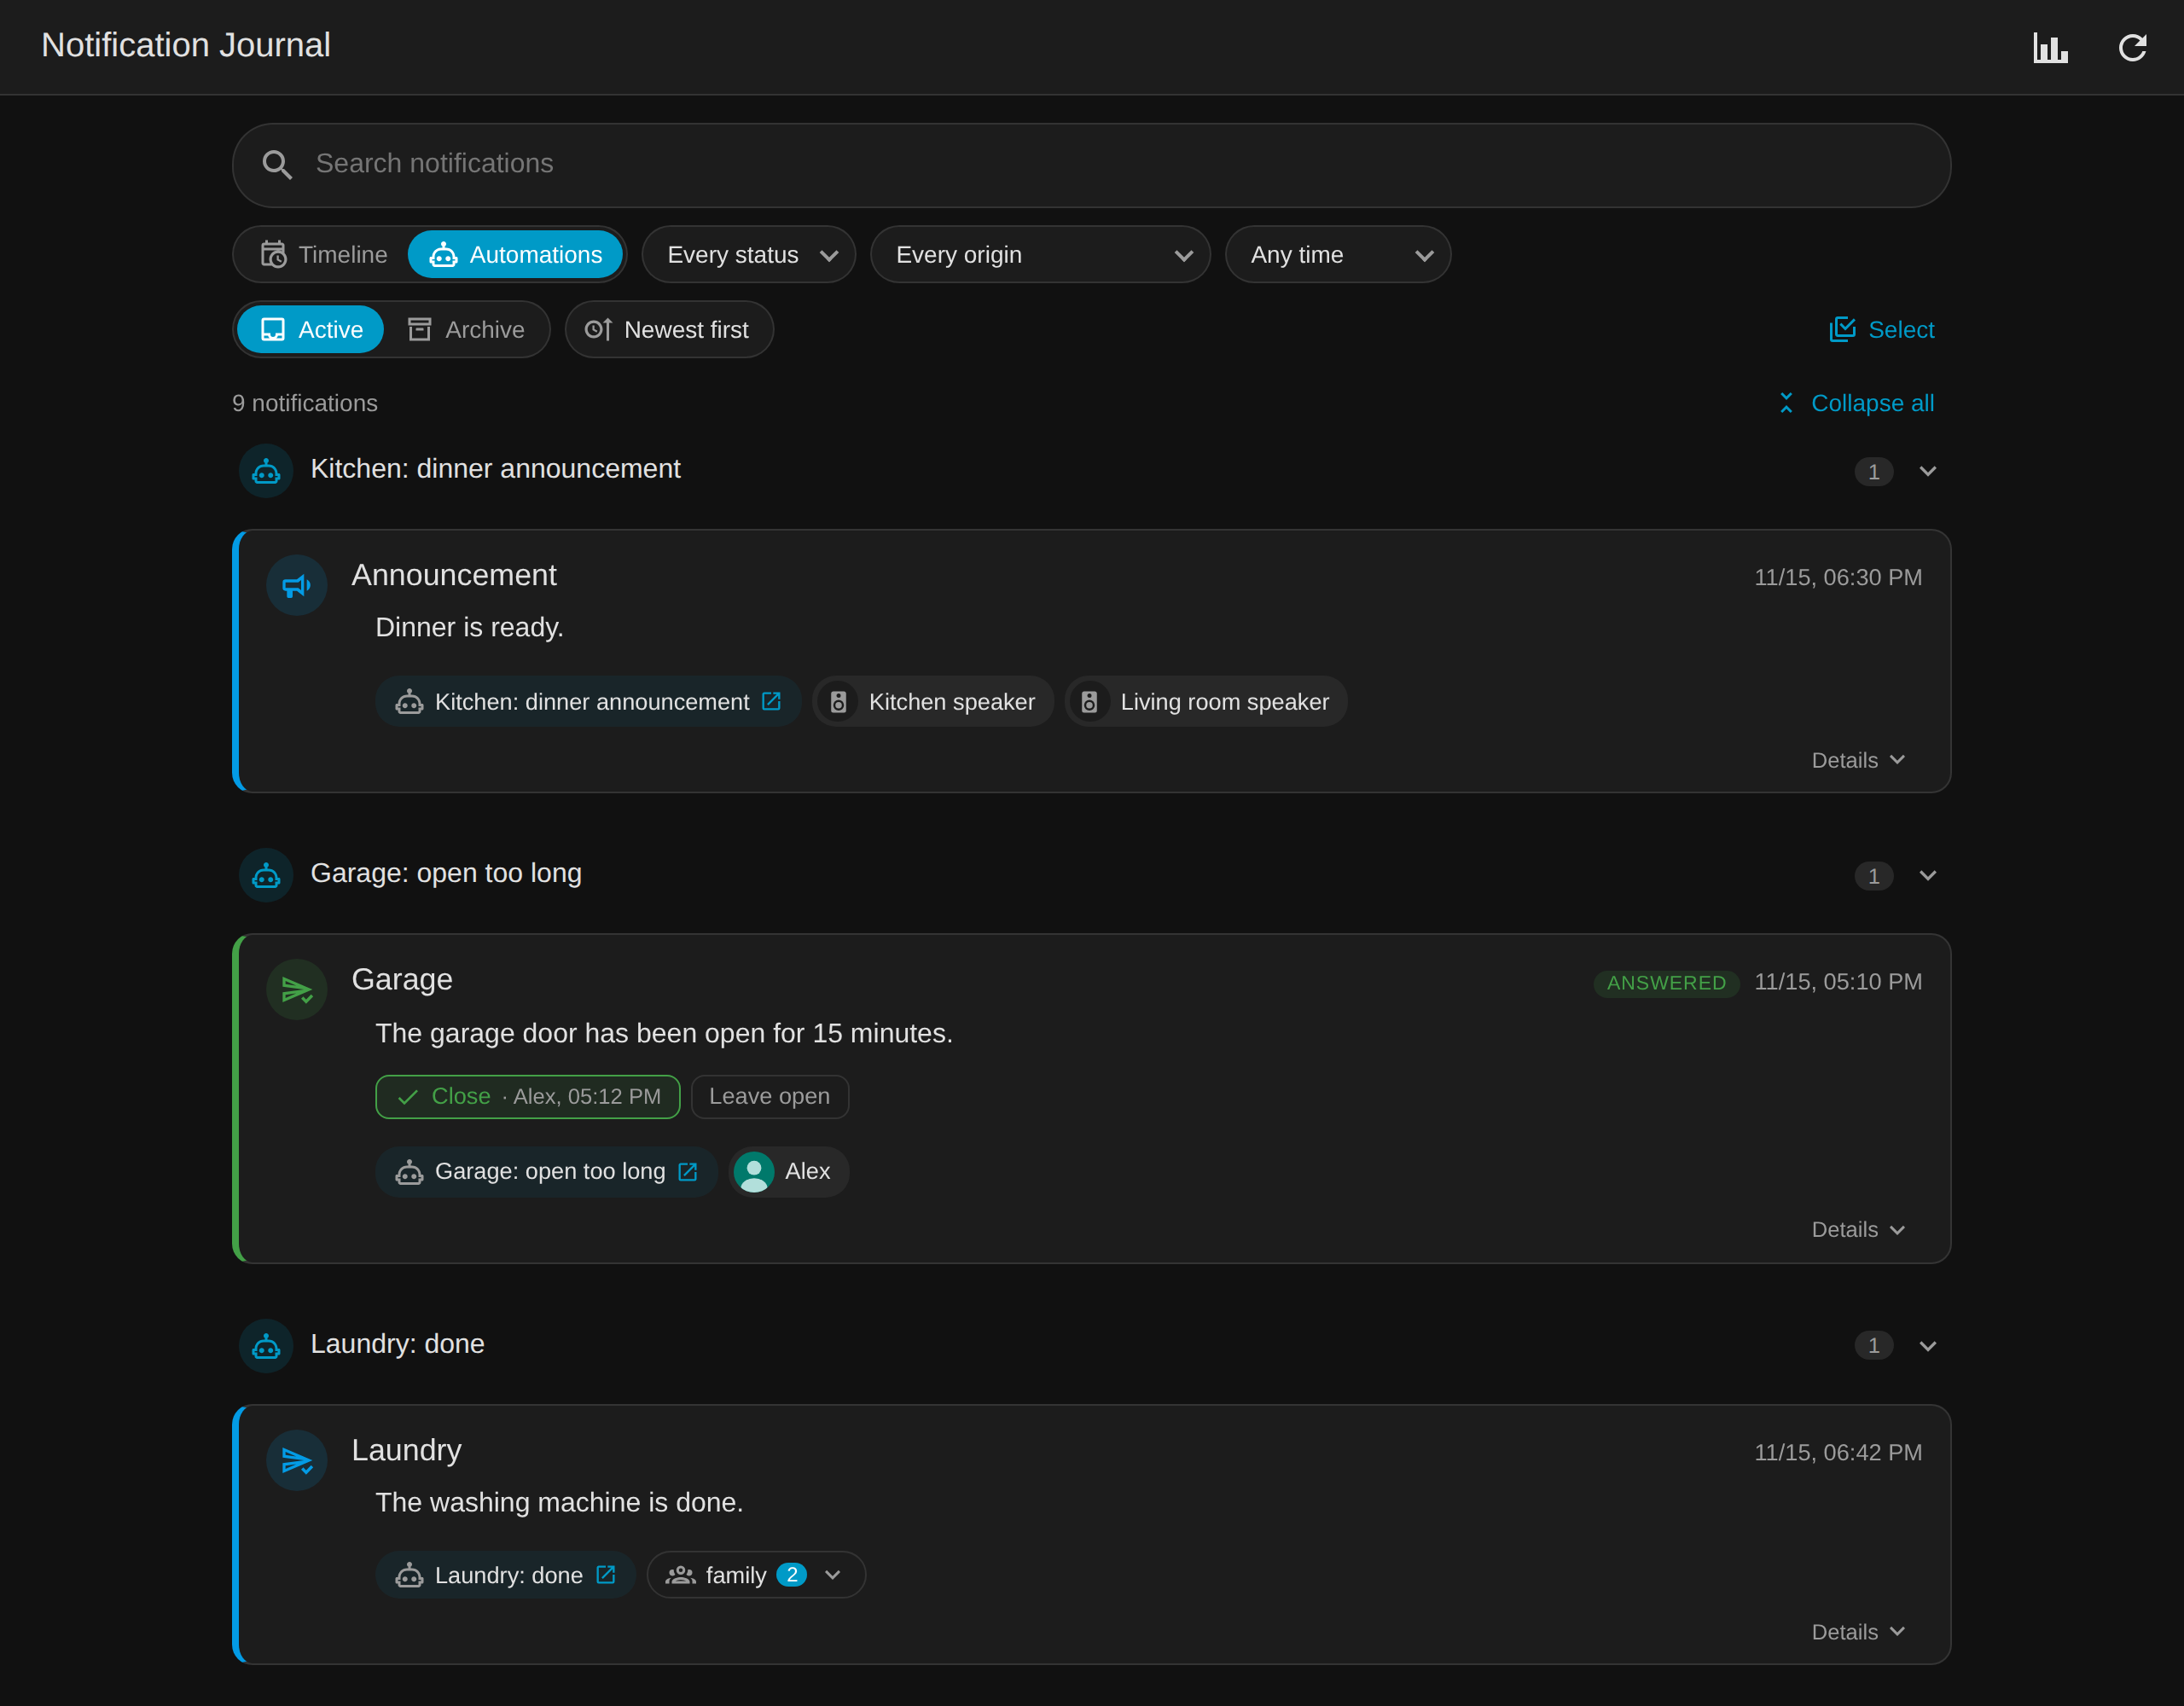 Notification Journal
Search notifications
Timeline Automations Every status Every origin Any time
Active Archive Newest first Select
9 notifications Collapse all
Kitchen: dinner announcement 1
Announcement 11/15, 06:30 PM
Dinner is ready.
Kitchen: dinner announcement Kitchen speaker Living room speaker
Details
Garage: open too long 1
Garage ANSWERED 11/15, 05:10 PM
The garage door has been open for 15 minutes.
Close · Alex, 05:12 PM Leave open
Garage: open too long Alex
Details
Laundry: done 1
Laundry 11/15, 06:42 PM
The washing machine is done.
Laundry: done family 2
Details